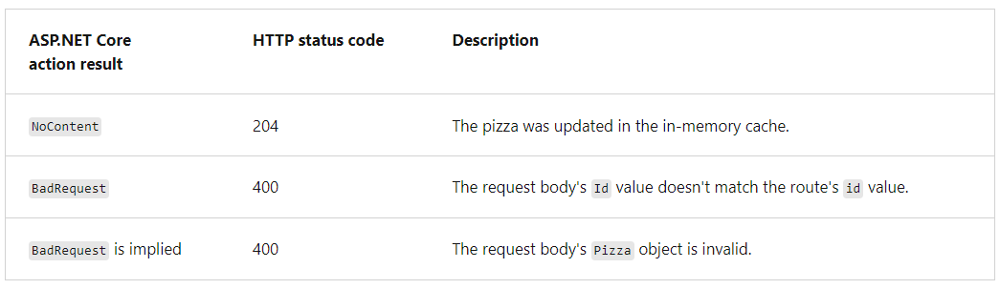 ASP.NET Core HTTP status code Description
action result
NoContent 204 The pizza was updated in the in-memory cache.
BadRequest 400 The request body's Id value doesn't match the route's id value.
BadRequest is implied 400 The request body's Pizza object is invalid.